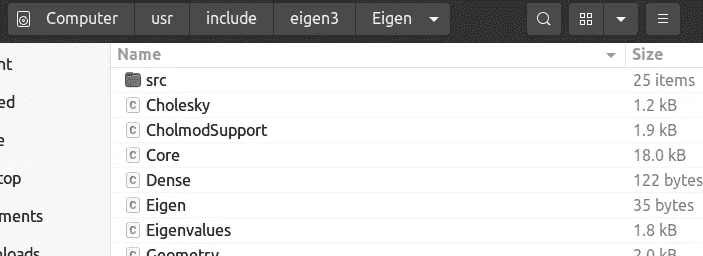 Computer usr include eigen3 Eigen
Name Size
nt
src 25 items
ed
Cholesky 1.2 kB
CholmodSupport 1.9 kB
e
Core 18.0 kB
top
Dense 122 bytes
Eigen 35 bytes
ments
Eigenvalues 1.8 kB
nloads
Geometry 2.0 kB